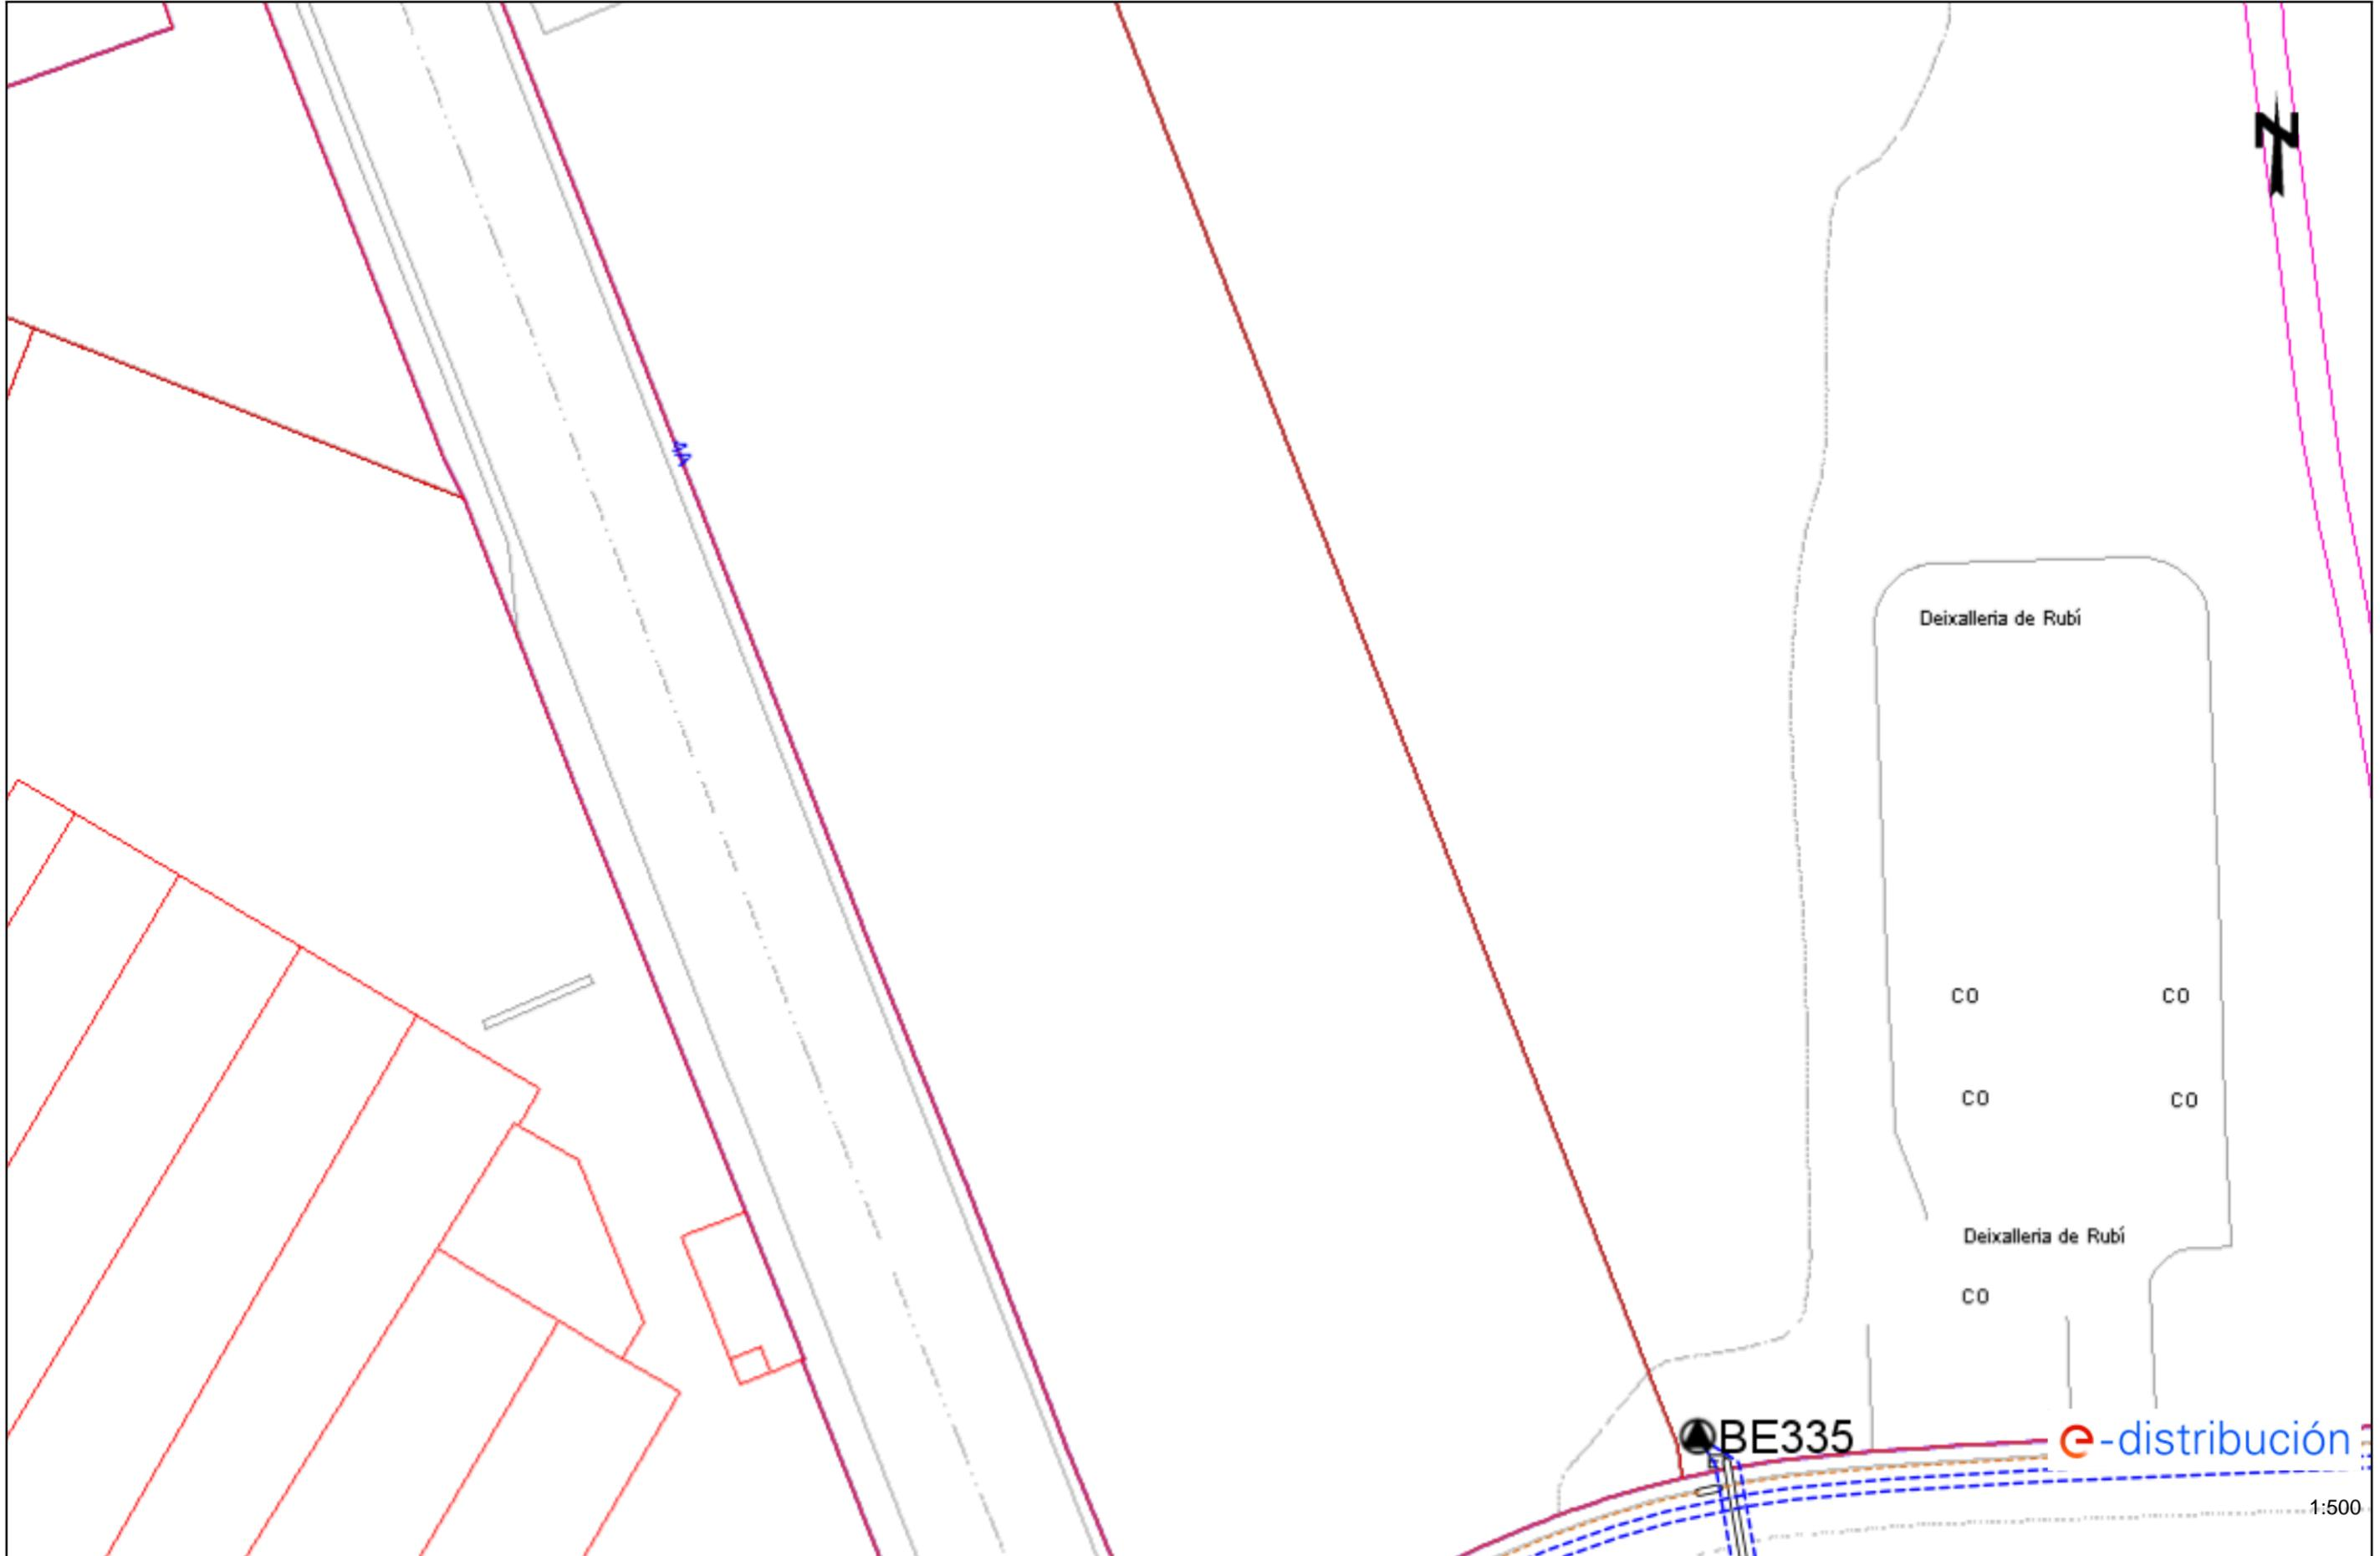 N
Deixalleria de Rubí
CO CO
CO CO
Deixalleria de Rubí
CO
BE335
e-distribución
1:500